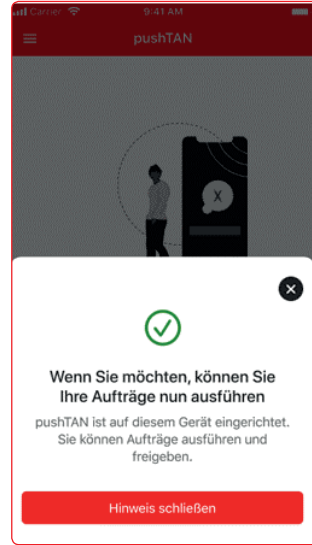 Carrier 9:41 AM
pushTAN
X
Wenn Sie möchten, können Sie
Ihre Aufträge nun ausführen
pushTAN ist auf diesem Gerät eingerichtet.
Sie können Aufträge ausführen und
freigeben.
Hinweis schließen